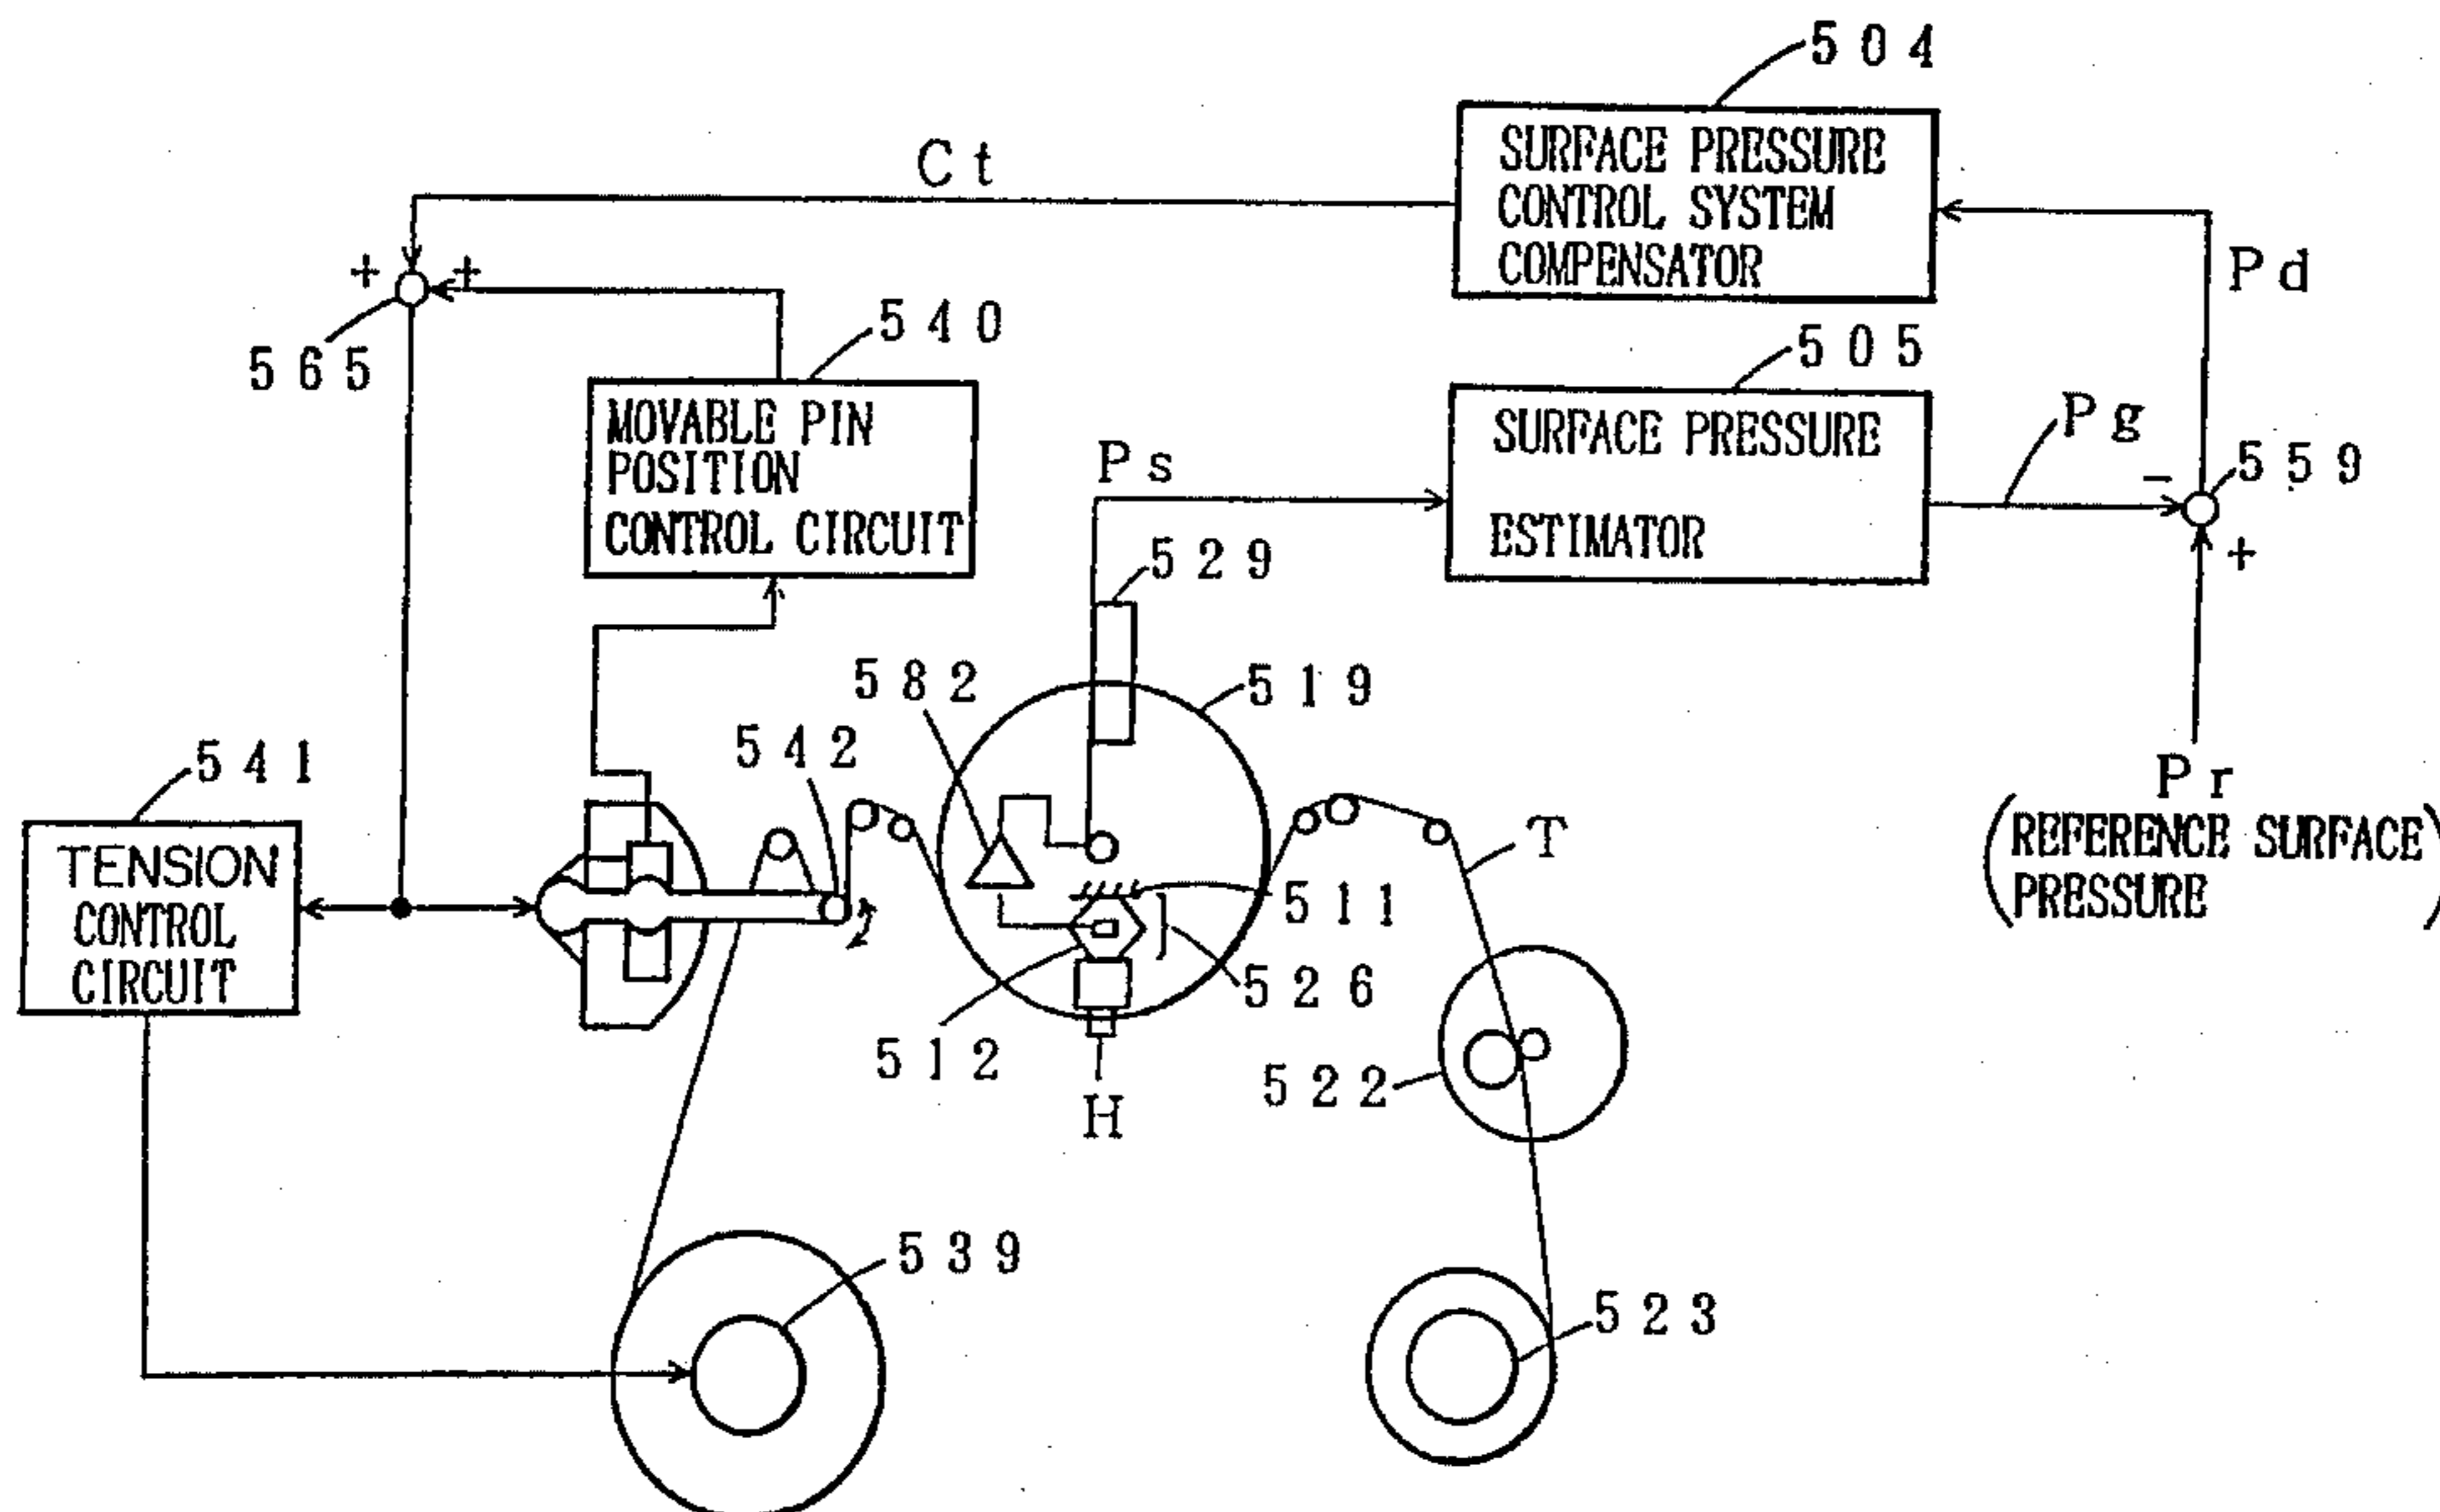 504
SURFACE PRESSURE
CONTROL SYSTEM
COMPENSATOR
Ct
Pd
+ +
565
540
MOVABLE PIN
POSITION
CONTROL CIRCUIT
505
SURFACE PRESSURE
ESTIMATOR
Pg
Ps
-
559
+
529
582
519
542
541
TENSION
CONTROL
CIRCUIT
Pr
(REFERENCE SURFACE
PRESSURE)
T
511
526
512
H
522
539
523